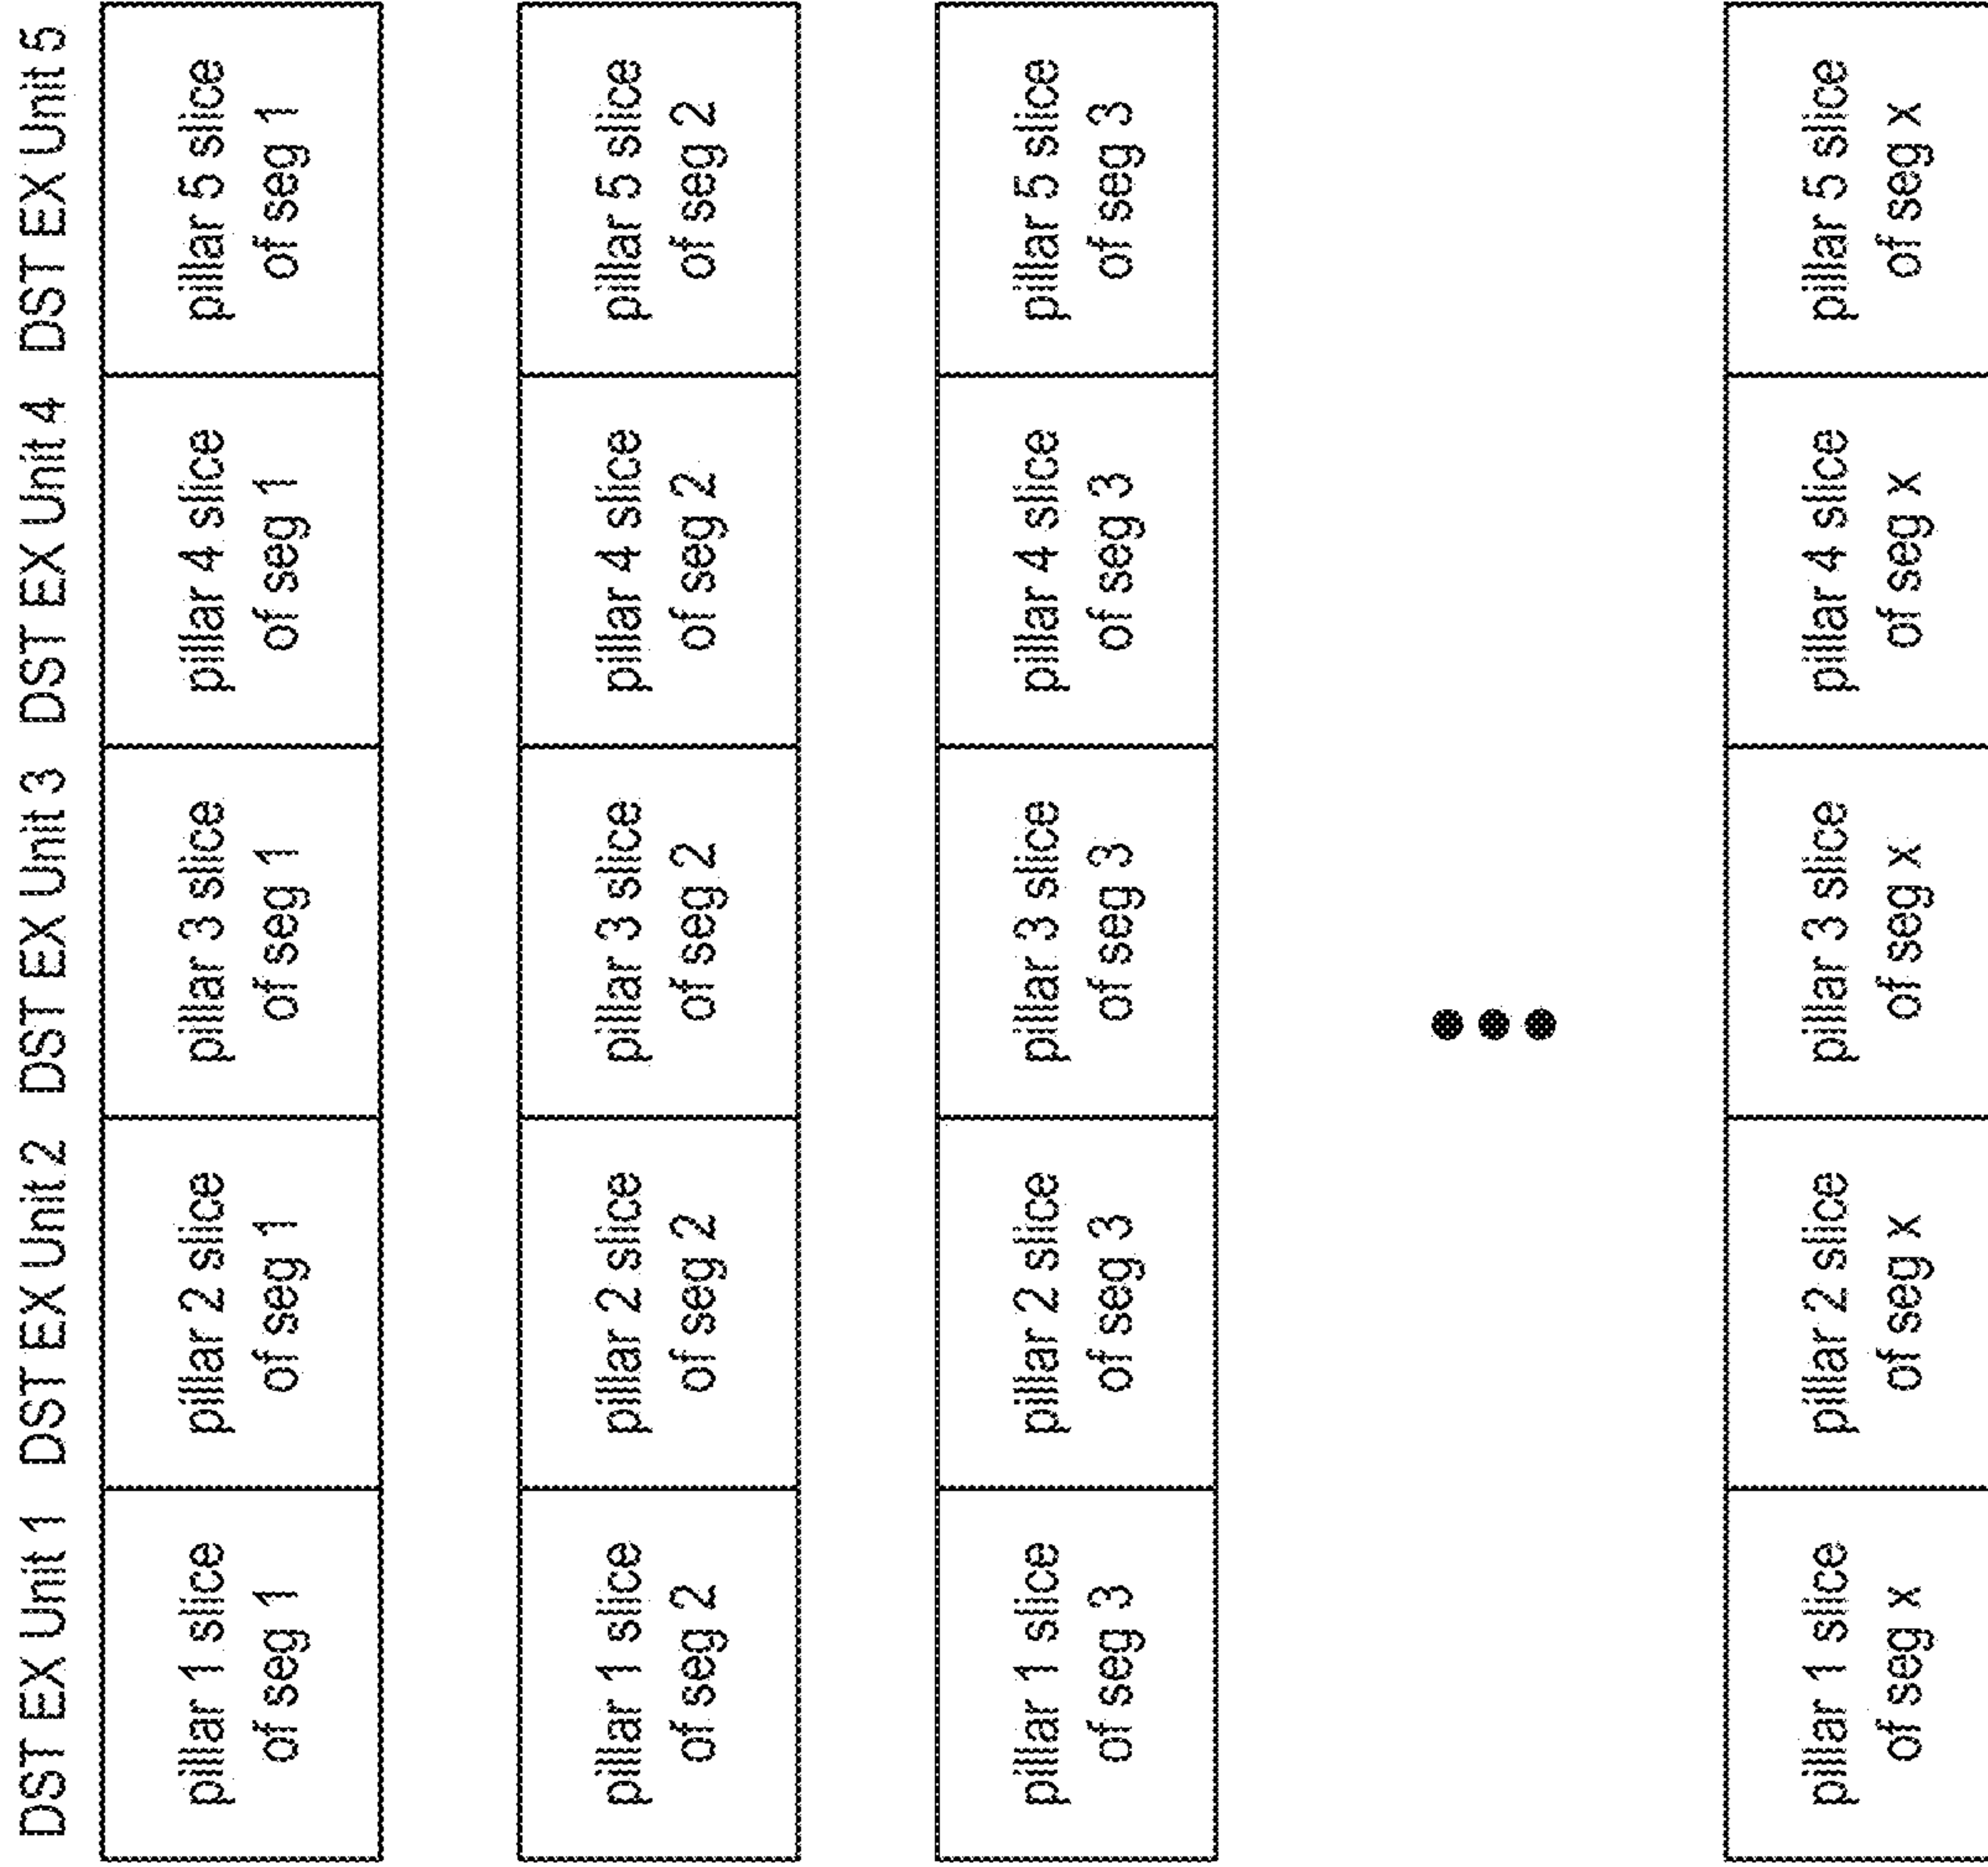 DST EX Unit 1 DST EX Unit 2 DST EX Unit 3 DST EX Unit 4 DST EX Unit 5
pillar 1 slice
of seg 1
pillar 2 slice
of seg 1
pillar 3 slice
of seg 1
pillar 4 slice
of seg 1
pillar 5 slice
of seg 1
pillar 1 slice
of seg 2
pillar 2 slice
of seg 2
pillar 3 slice
of seg 2
pillar 4 slice
of seg 2
pillar 5 slice
of seg 2
pillar 1 slice
of seg 3
pillar 2 slice
of seg 3
pillar 3 slice
of seg 3
pillar 4 slice
of seg 3
pillar 5 slice
of seg 3
pillar 1 slice
of seg x
pillar 2 slice
of seg x
pillar 3 slice
of seg x
pillar 4 slice
of seg x
pillar 5 slice
of seg x